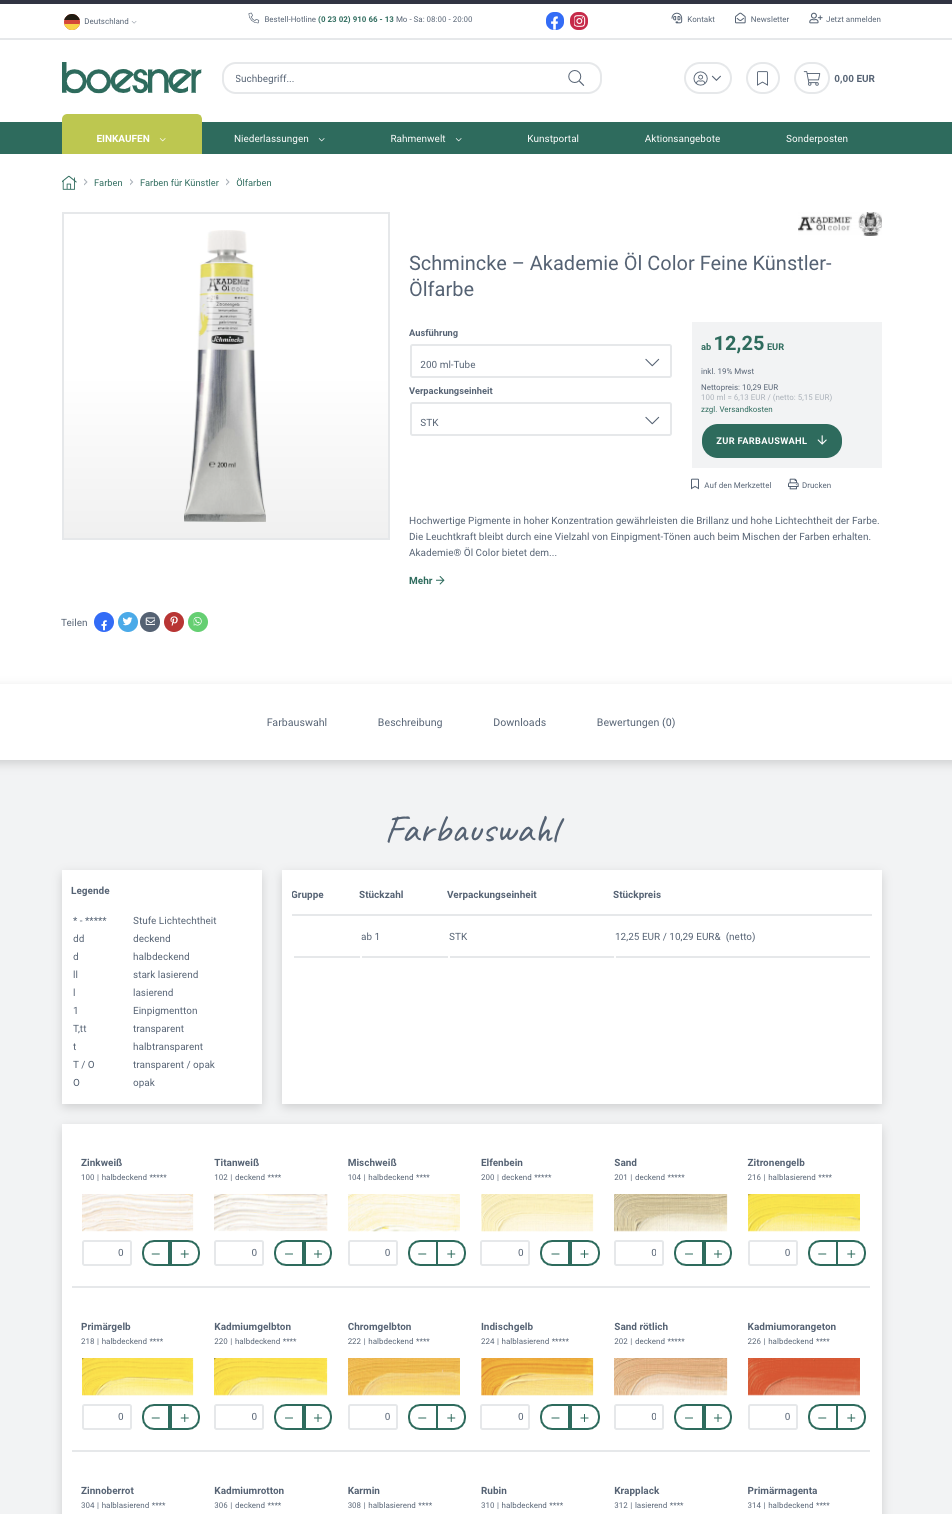 Deutschland
Bestell-Hotline (0 23 02) 910 66 - 13 Mo - Sa: 08:00 - 20:00
Kontakt
Newsletter
Jetzt anmelden
boesner
Suchbegriff...
0,00 EUR
EINKAUFEN
Niederlassungen
Rahmenwelt
Kunstportal
Aktionsangebote
Sonderposten
Farben
Farben für Künstler
Ölfarben
AKADEMIE
Öl color
Zitronengelb
Schmincke
℮ 200 ml
AKADEMIE®
Öl color
Schmincke – Akademie Öl Color Feine Künstler-
Ölfarbe
Ausführung
200 ml-Tube
Verpackungseinheit
STK
ab 12,25 EUR
inkl. 19% Mwst
Nettopreis: 10,29 EUR
100 ml = 6,13 EUR / (netto: 5,15 EUR)
zzgl. Versandkosten
ZUR FARBAUSWAHL
Auf den Merkzettel
Drucken
Hochwertige Pigmente in hoher Konzentration gewährleisten die Brillanz und hohe Lichtechtheit der Farbe.
Die Leuchtkraft bleibt durch eine Vielzahl von Einpigment-Tönen auch beim Mischen der Farben erhalten.
Akademie® Öl Color bietet dem...
Mehr
Teilen
Farbauswahl
Beschreibung
Downloads
Bewertungen (0)
Farbauswahl
Legende
* - ***** Stufe Lichtechtheit
dd deckend
d halbdeckend
ll stark lasierend
l lasierend
1 Einpigmentton
T,tt transparent
t halbtransparent
T / O transparent / opak
O opak
Gruppe Stückzahl Verpackungseinheit Stückpreis
ab 1 STK 12,25 EUR / 10,29 EUR& (netto)
Zinkweiß Titanweiß Mischweiß Elfenbein Sand Zitronengelb
100 | halbdeckend ***** 102 | deckend **** 104 | halbdeckend **** 200 | deckend ***** 201 | deckend ***** 216 | halblasierend ****
0 − + 0 − + 0 − + 0 − + 0 − + 0 − +
Primärgelb Kadmiumgelbton Chromgelbton Indischgelb Sand rötlich Kadmiumorangeton
218 | halbdeckend **** 220 | halbdeckend **** 222 | halbdeckend **** 224 | halblasierend ***** 202 | deckend ***** 226 | halbdeckend ****
0 − + 0 − + 0 − + 0 − + 0 − + 0 − +
Zinnoberrot Kadmiumrotton Karmin Rubin Krapplack Primärmagenta
304 | halblasierend **** 306 | deckend **** 308 | halblasierend **** 310 | halbdeckend **** 312 | lasierend **** 314 | halbdeckend ****